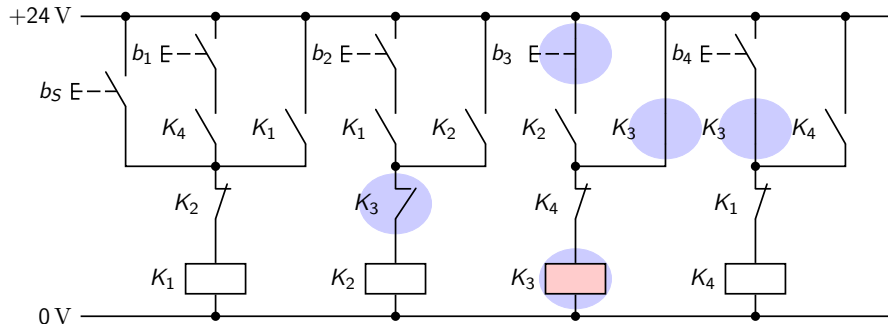 +24 V
b1 b2 b3 b4
bS
K4 K1 K1 K2 K2 K3 K3 K4
K2 K3 K4 K1
K1 K2 K3 K4
0 V